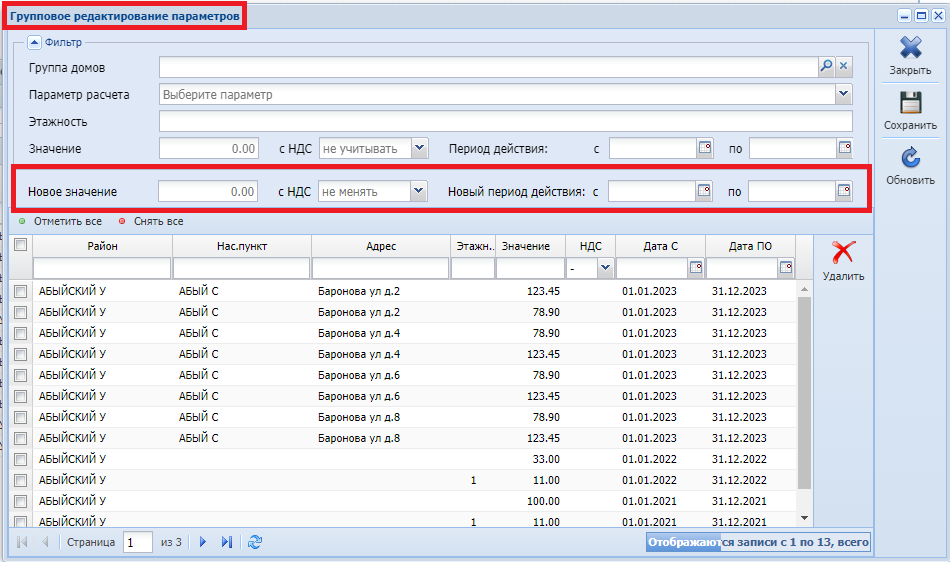 Групповое редактирование параметров
Фильтр
Группа домов
Параметр расчета Выберите параметр
Этажность
Значение 0.00 с НДС не учитывать Период действия: с по
Новое значение 0.00 с НДС не менять Новый период действия: с по
Закрыть
Сохранить
Обновить
Отметить все Снять все
Район Нас.пункт Адрес Этажн.. Значение НДС Дата С Дата ПО
-
Удалить
АБЫЙСКИЙ У АБЫЙ С Баронова ул д.2 123.45 01.01.2023 31.12.2023
АБЫЙСКИЙ У АБЫЙ С Баронова ул д.2 78.90 01.01.2023 31.12.2023
АБЫЙСКИЙ У АБЫЙ С Баронова ул д.4 78.90 01.01.2023 31.12.2023
АБЫЙСКИЙ У АБЫЙ С Баронова ул д.4 123.45 01.01.2023 31.12.2023
АБЫЙСКИЙ У АБЫЙ С Баронова ул д.6 78.90 01.01.2023 31.12.2023
АБЫЙСКИЙ У АБЫЙ С Баронова ул д.6 123.45 01.01.2023 31.12.2023
АБЫЙСКИЙ У АБЫЙ С Баронова ул д.8 78.90 01.01.2023 31.12.2023
АБЫЙСКИЙ У АБЫЙ С Баронова ул д.8 123.45 01.01.2023 31.12.2023
АБЫЙСКИЙ У 33.00 01.01.2022 31.12.2022
АБЫЙСКИЙ У 1 11.00 01.01.2022 31.12.2022
АБЫЙСКИЙ У 100.00 01.01.2021 31.12.2021
АБЫЙСКИЙ У 1 11.00 01.01.2021 31.12.2021
Страница 1 из 3 Отображаются записи с 1 по 13, всего